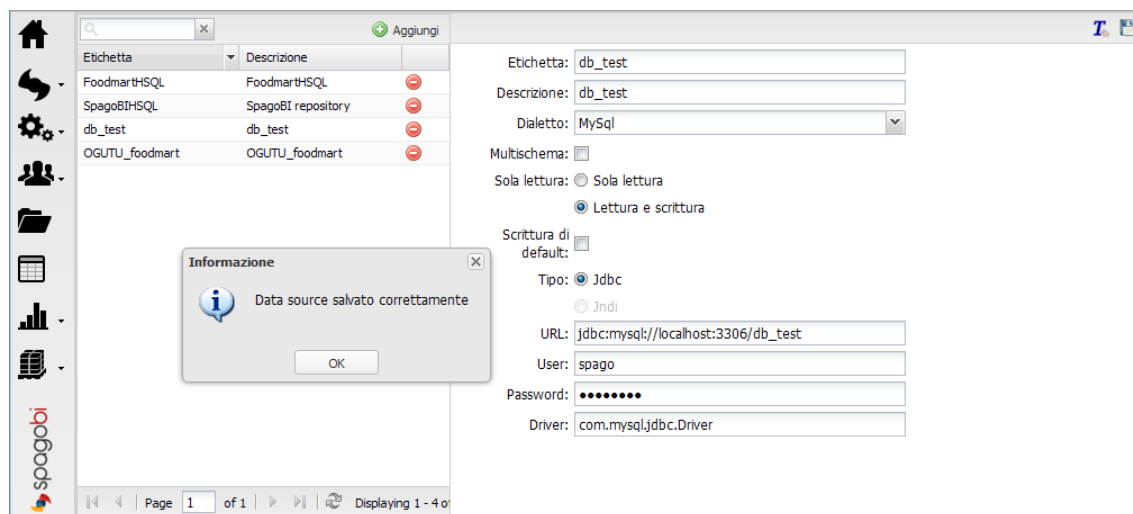 Aggiungi
Etichetta Descrizione
FoodmartHSQL FoodmartHSQL
SpagoBIHSQL SpagoBI repository
db_test db_test
OGUTU_foodmart OGUTU_foodmart
Etichetta: db_test
Descrizione: db_test
Dialetto: MySql
Multischema:
Sola lettura: Sola lettura
Lettura e scrittura
Scrittura di
default:
Tipo: Jdbc
Jndi
URL: jdbc:mysql://localhost:3306/db_test
User: spago
Password: ••••••••
Driver: com.mysql.jdbc.Driver
Informazione
Data source salvato correttamente
OK
spagobi
Page 1 of 1 Displaying 1 - 4 o